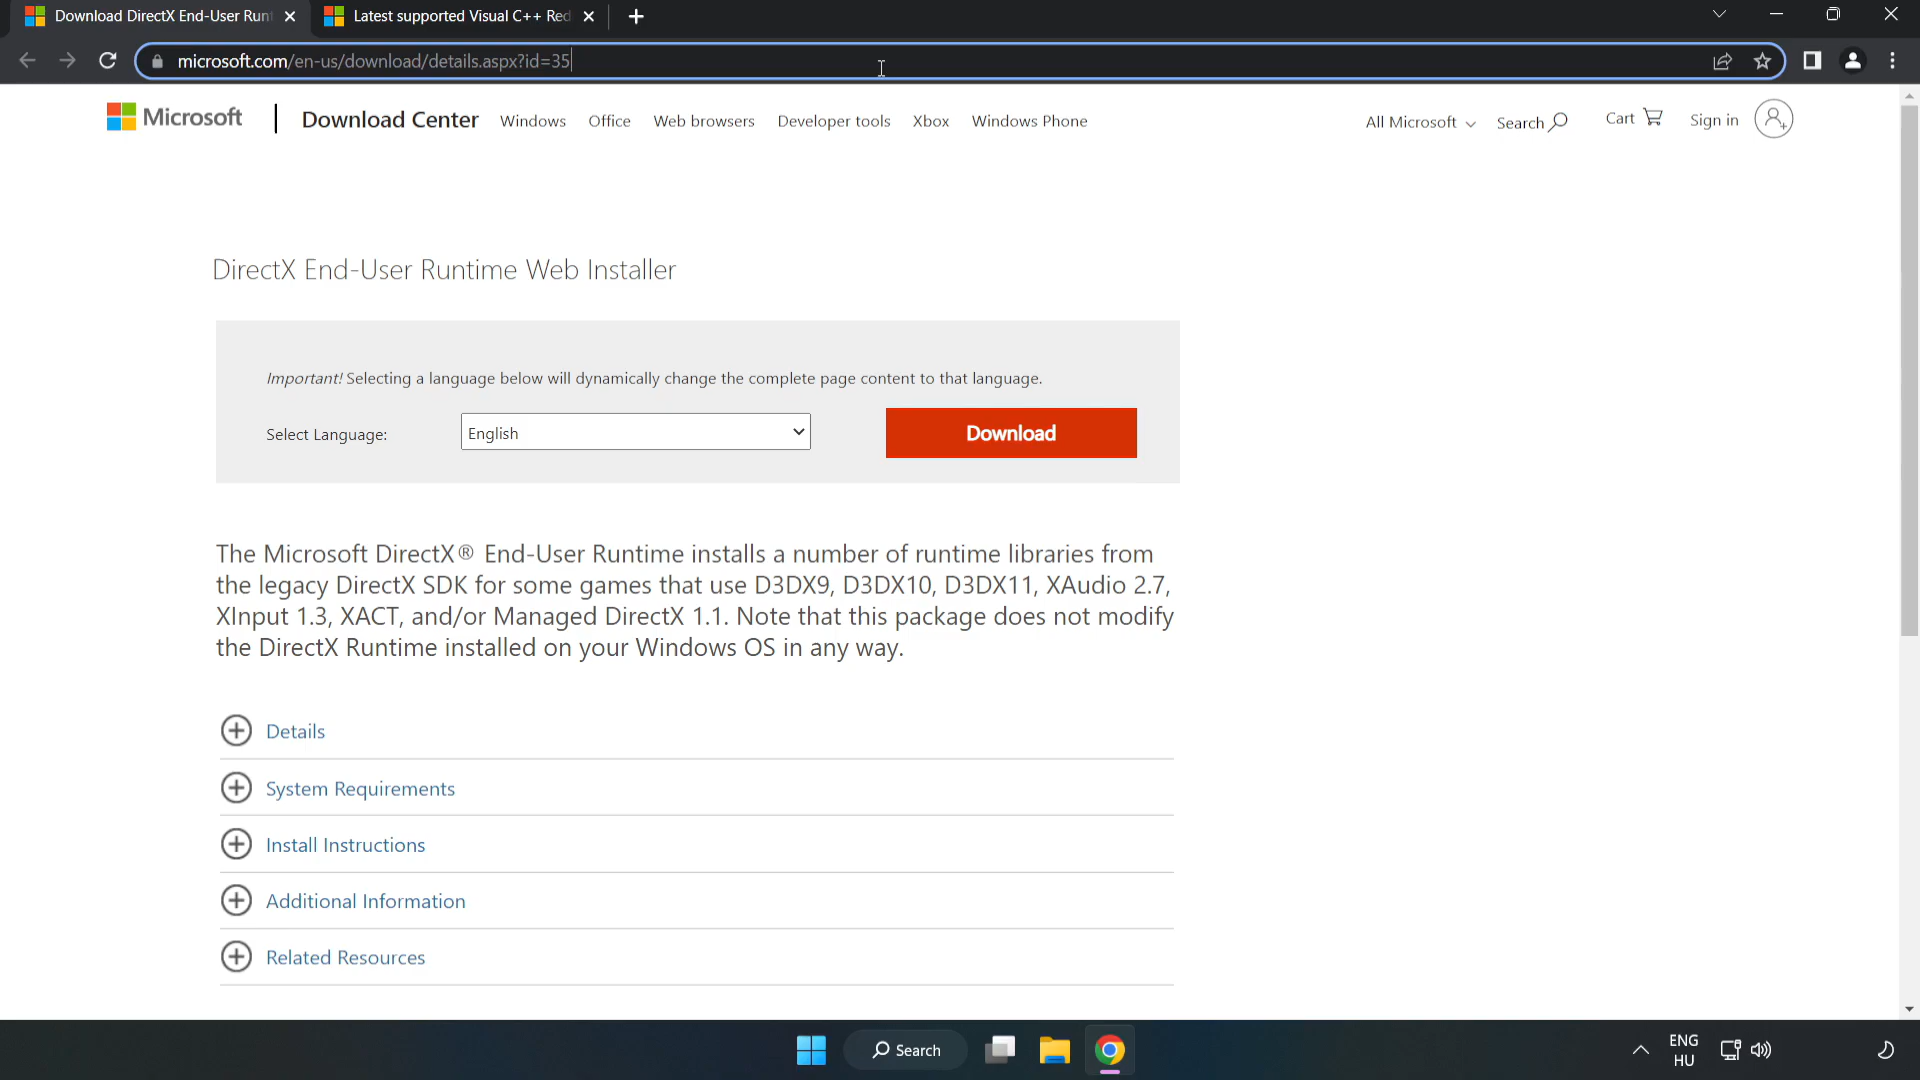 Download DirectX End-User Runt
Latest supported Visual C++ Red
microsoft.com/en-us/download/details.aspx?id=35
Microsoft
Download Center
Windows
Office
Web browsers
Developer tools
Xbox
Windows Phone
All Microsoft
Search
Cart
Sign in
DirectX End-User Runtime Web Installer
Important! Selecting a language below will dynamically change the complete page content to that language.
Select Language:
English
Download
The Microsoft DirectX® End-User Runtime installs a number of runtime libraries from
the legacy DirectX SDK for some games that use D3DX9, D3DX10, D3DX11, XAudio 2.7,
XInput 1.3, XACT, and/or Managed DirectX 1.1. Note that this package does not modify
the DirectX Runtime installed on your Windows OS in any way.
Details
System Requirements
Install Instructions
Additional Information
Related Resources
Search
ENG
HU